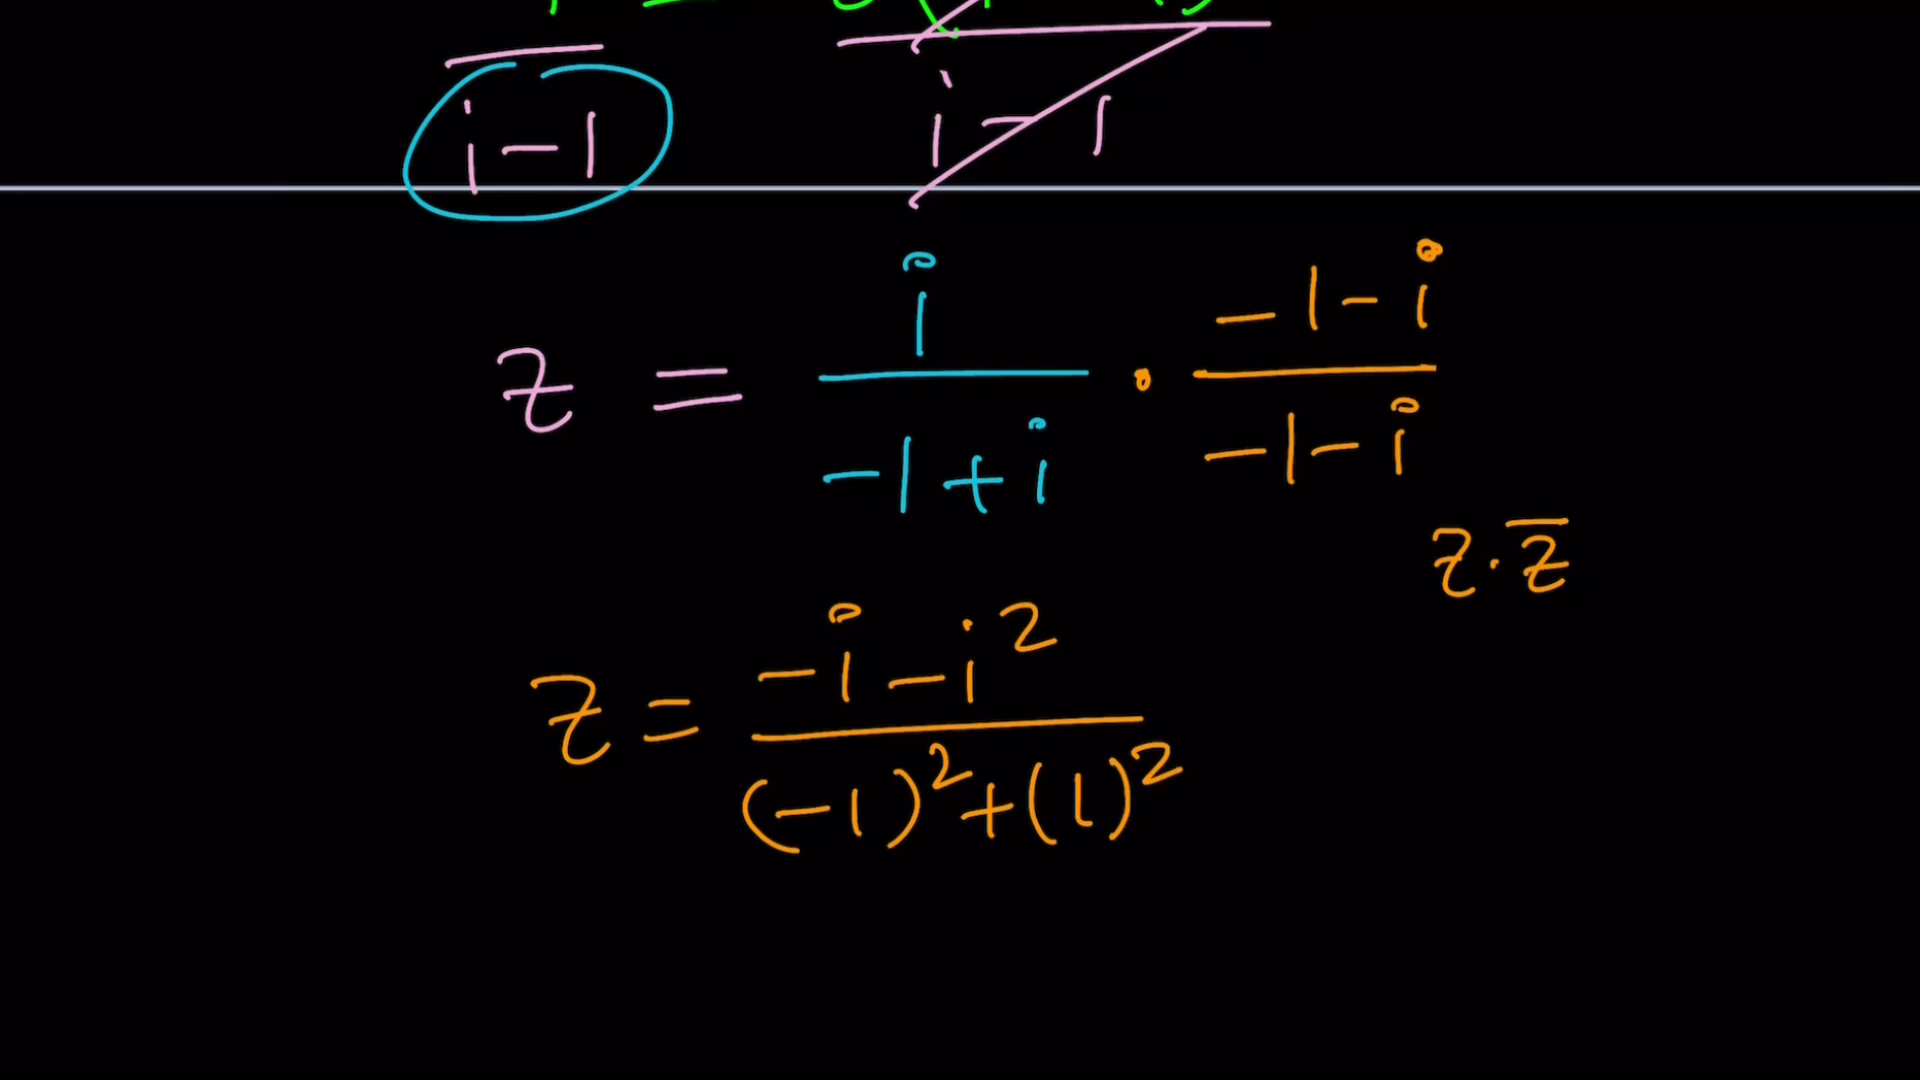 i-1 i-1
z = i/(-1+i) · (-1-i)/(-1-i)
z·z̅
z = (-i-i²)/((-1)²+(1)²)